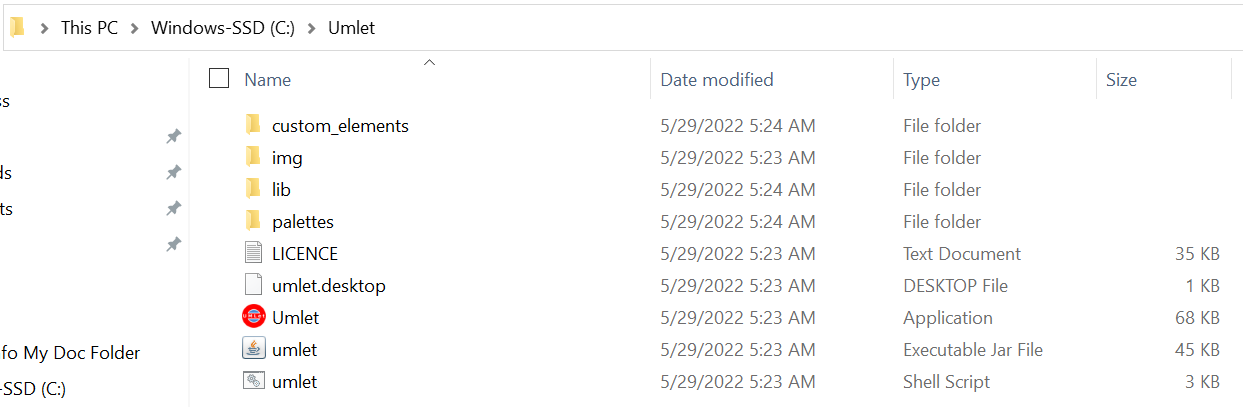 This PC > Windows-SSD (C:) > Umlet
Name Date modified Type Size
ss
custom_elements 5/29/2022 5:24 AM File folder
img 5/29/2022 5:23 AM File folder
ds
lib 5/29/2022 5:24 AM File folder
ts
palettes 5/29/2022 5:24 AM File folder
LICENCE 5/29/2022 5:23 AM Text Document 35 KB
umlet.desktop 5/29/2022 5:23 AM DESKTOP File 1 KB
Umlet 5/29/2022 5:23 AM Application 68 KB
umlet 5/29/2022 5:23 AM Executable Jar File 45 KB
fo My Doc Folder
umlet 5/29/2022 5:23 AM Shell Script 3 KB
-SSD (C:)